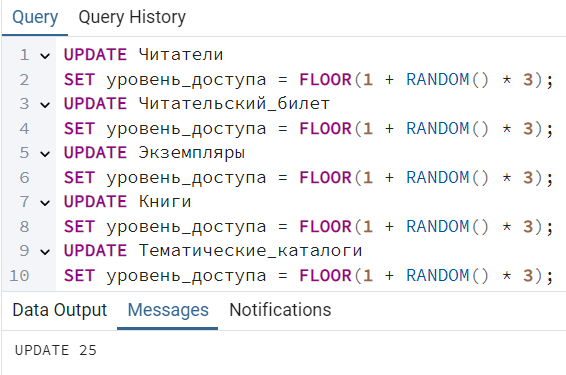 Query Query History
1 UPDATE Читатели
2 SET уровень_доступа = FLOOR(1 + RANDOM() * 3);
3 UPDATE Читательский_билет
4 SET уровень_доступа = FLOOR(1 + RANDOM() * 3);
5 UPDATE Экземпляры
6 SET уровень_доступа = FLOOR(1 + RANDOM() * 3);
7 UPDATE Книги
8 SET уровень_доступа = FLOOR(1 + RANDOM() * 3);
9 UPDATE Тематические_каталоги
10 SET уровень_доступа = FLOOR(1 + RANDOM() * 3);
Data Output Messages Notifications
UPDATE 25